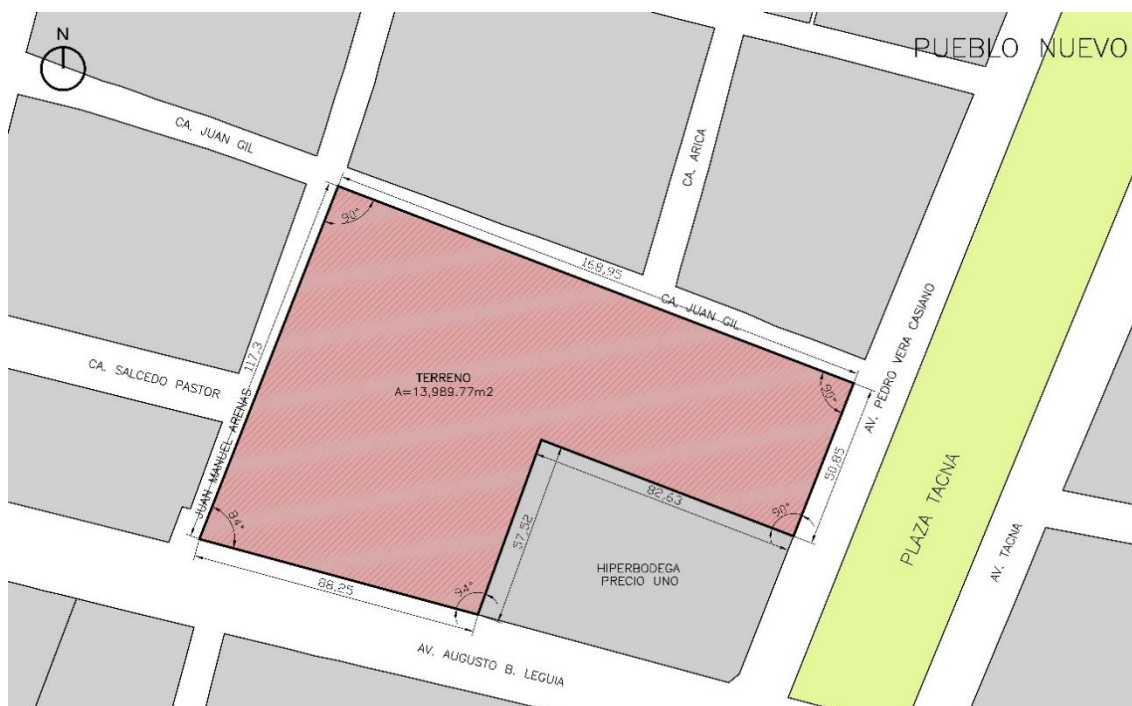 N
PUEBLO NUEVO
CA. JUAN GIL
CA. ARICA
90°
168,95
CA. JUAN GIL
117,3
TERRENO
A=13,989.77m2
90°
AV. PEDRO VERA CASIANO
CA. SALCEDO PASTOR
JUAN MANUEL ARENAS
50,85
82,63
90°
PLAZA TACNA
84°
57,52
HIPERBODEGA
PRECIO UNO
AV. TACNA
88,25
94°
AV. AUGUSTO B. LEGUIA